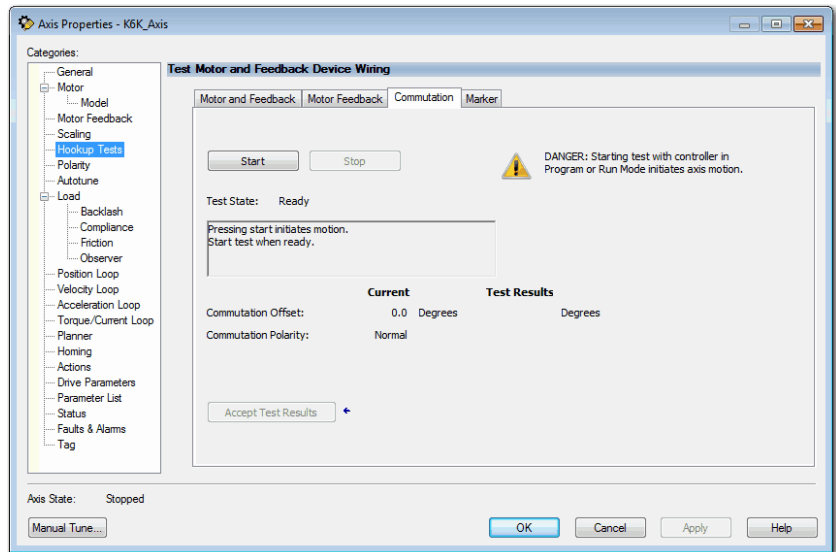 Axis Properties - K6K_Axis
Categories:
General
Motor
Model
Motor Feedback
Scaling
Hookup Tests
Polarity
Autotune
Load
Backlash
Compliance
Friction
Observer
Position Loop
Velocity Loop
Acceleration Loop
Torque/Current Loop
Planner
Homing
Actions
Drive Parameters
Parameter List
Status
Faults & Alarms
Tag
Test Motor and Feedback Device Wiring
Motor and Feedback Motor Feedback Commutation Marker
Start Stop
DANGER: Starting test with controller in
Program or Run Mode initiates axis motion.
Test State: Ready
Pressing start initiates motion.
Start test when ready.
Current Test Results
Commutation Offset: 0.0 Degrees Degrees
Commutation Polarity: Normal
Accept Test Results
Axis State: Stopped
Manual Tune... OK Cancel Apply Help